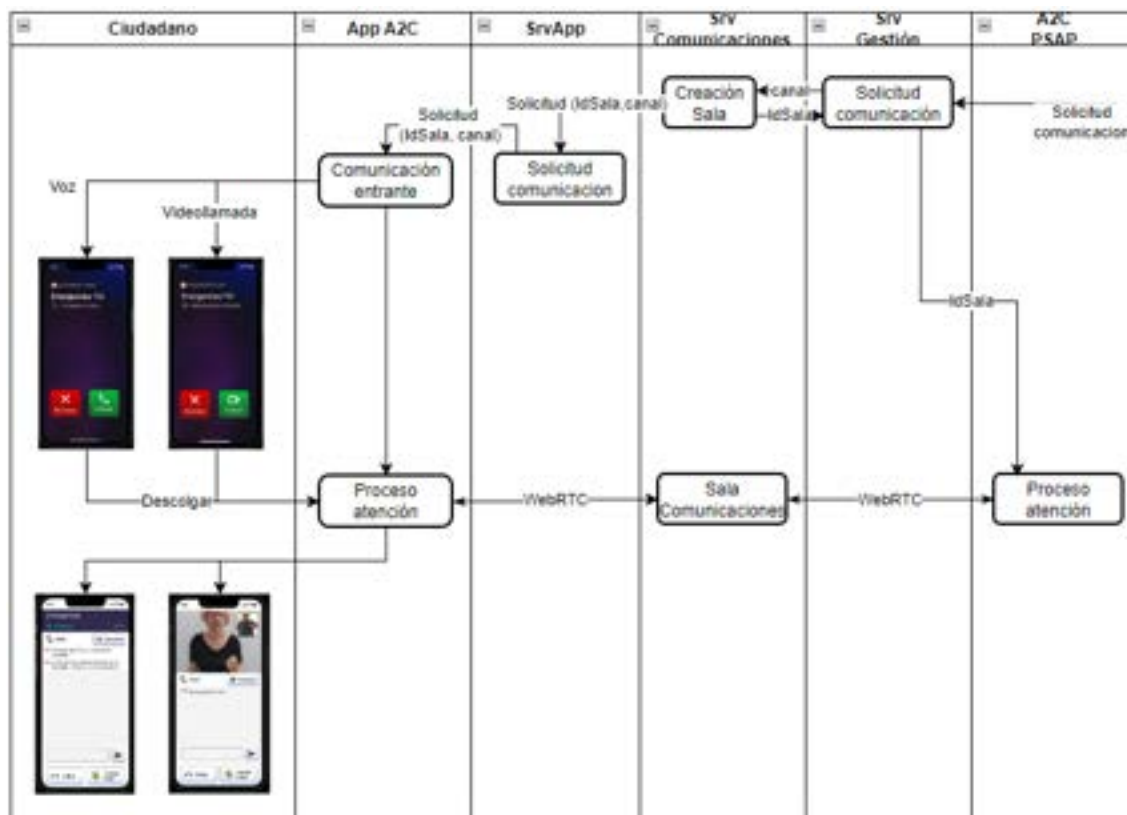 Ciudadano
App A2C
SrvApp
Srv
Comunicaciones
Srv
Gestión
A2C
PSAP
Creación
Sala
canal
IdSala
Solicitud
comunicación
Solicitud
comunicacion
Solicitud (IdSala,canal)
Solicitud
(IdSala, canal)
Comunicación
entrante
Solicitud
comunicacion
Voz
Videollamada
IdSala
Descolgar
Proceso
atención
WebRTC
Sala
Comunicaciones
WebRTC
Proceso
atención